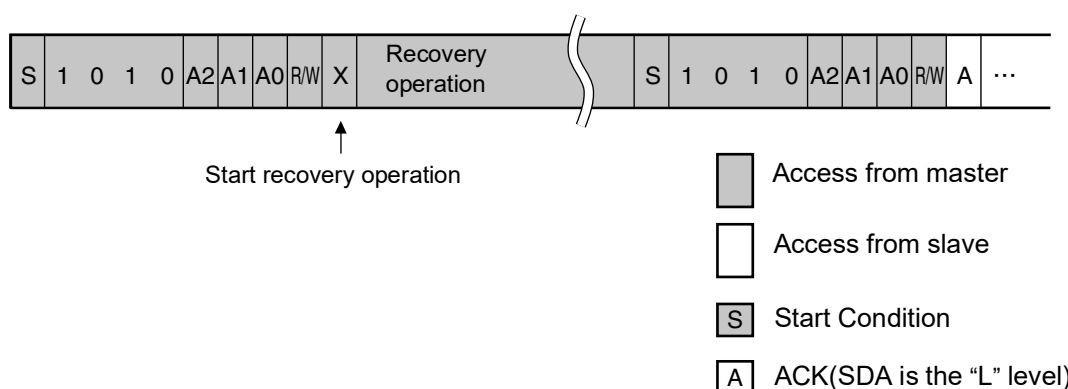 S 1 0 1 0 A2 A1 A0 R/W X Recovery operation S 1 0 1 0 A2 A1 A0 R/W A ...
Start recovery operation
Access from master
Access from slave
S Start Condition
A ACK(SDA is the “L” level)